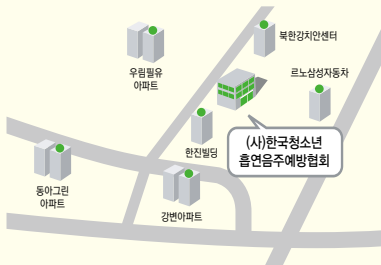 북한강치안센터
우림필유
아파트
르노삼성자동차
(사)한국청소년
흡연음주예방협회
한진빌딩
동아그린
아파트
강변아파트